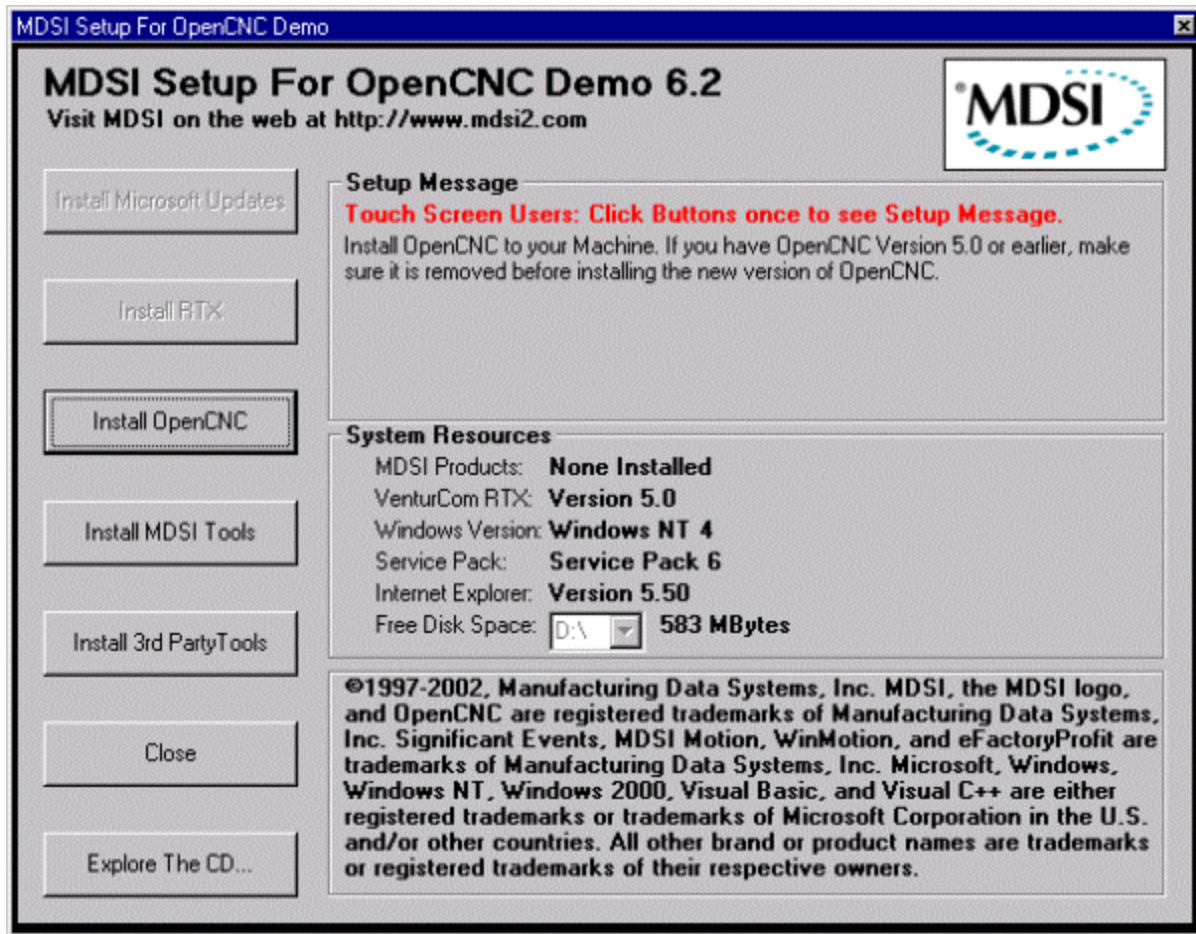 MDSI Setup For OpenCNC Demo
MDSI Setup For OpenCNC Demo 6.2
Visit MDSI on the web at http://www.mdsi2.com
MDSI
Install Microsoft Updates
Install RTX
Install OpenCNC
Install MDSI Tools
Install 3rd PartyTools
Close
Explore The CD...
Setup Message
Touch Screen Users: Click Buttons once to see Setup Message.
Install OpenCNC to your Machine. If you have OpenCNC Version 5.0 or earlier, make
sure it is removed before installing the new version of OpenCNC.
System Resources
MDSI Products: None Installed
VenturCom RTX: Version 5.0
Windows Version: Windows NT 4
Service Pack: Service Pack 6
Internet Explorer: Version 5.50
Free Disk Space: D:\ 583 MBytes
©1997-2002, Manufacturing Data Systems, Inc. MDSI, the MDSI logo,
and OpenCNC are registered trademarks of Manufacturing Data Systems,
Inc. Significant Events, MDSI Motion, WinMotion, and eFactoryProfit are
trademarks of Manufacturing Data Systems, Inc. Microsoft, Windows,
Windows NT, Windows 2000, Visual Basic, and Visual C++ are either
registered trademarks or trademarks of Microsoft Corporation in the U.S.
and/or other countries. All other brand or product names are trademarks
or registered trademarks of their respective owners.